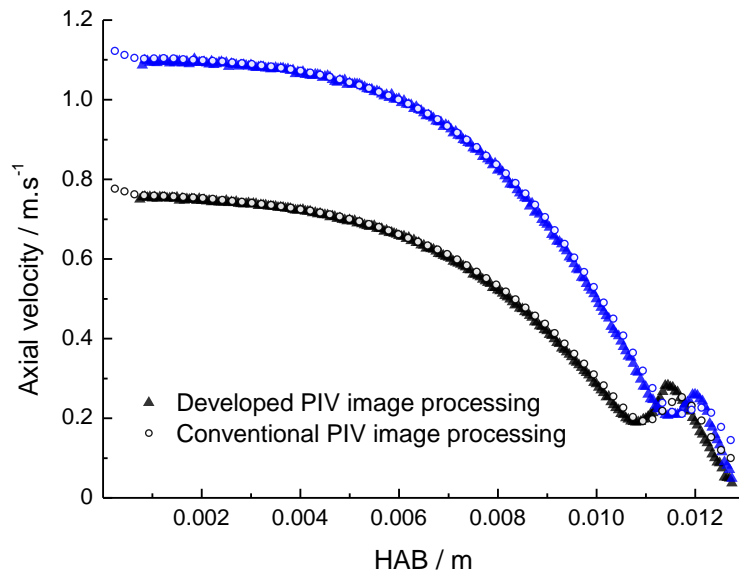 1.2
1.0
0.8
0.6
0.4
0.2
0
Axial velocity / m.s⁻¹
Developed PIV image processing
Conventional PIV image processing
0.002 0.004 0.006 0.008 0.010 0.012
HAB / m